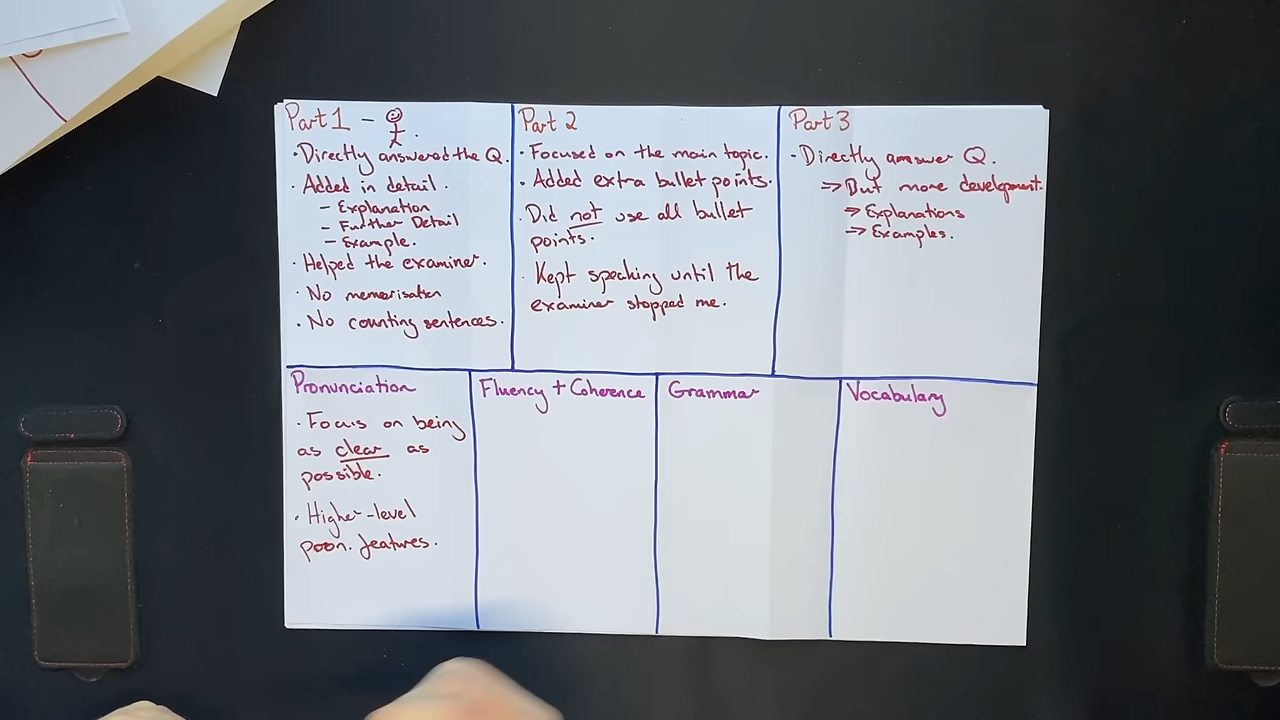 Part 1 -
• Directly answered the Q.
• Added in detail.
- Explanation
- Further Detail
- Example.
• Helped the examiner.
• No memorisation
• No counting sentences.
Part 2
• Focused on the main topic.
• Added extra bullet points.
• Did not use all bullet
points.
• Kept speaking until the
examiner stopped me.
Part 3
• Directly answer Q.
⇒ But more development.
⇒ Explanations
⇒ Examples.
Pronunciation
• Focus on being
as clear as
possible.
• Higher-level
pron. features.
Fluency + Coherence
Grammar
Vocabulary